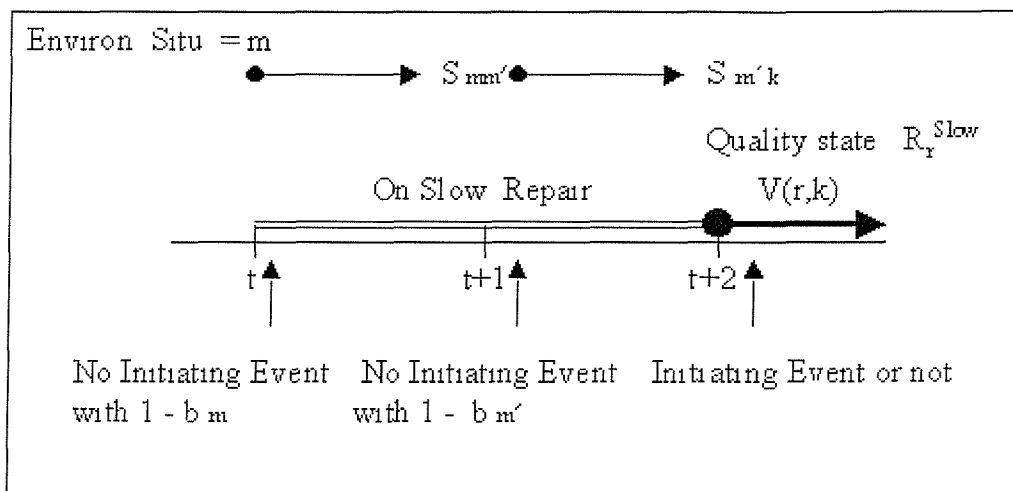 Environ Situ = m
S mm′ S m′ k
Quality state R_r^Slow
On Slow Repair V(r,k)
t t+1 t+2
No Initiating Event No Initiating Event Initiating Event or not
with 1 - b m with 1 - b m′